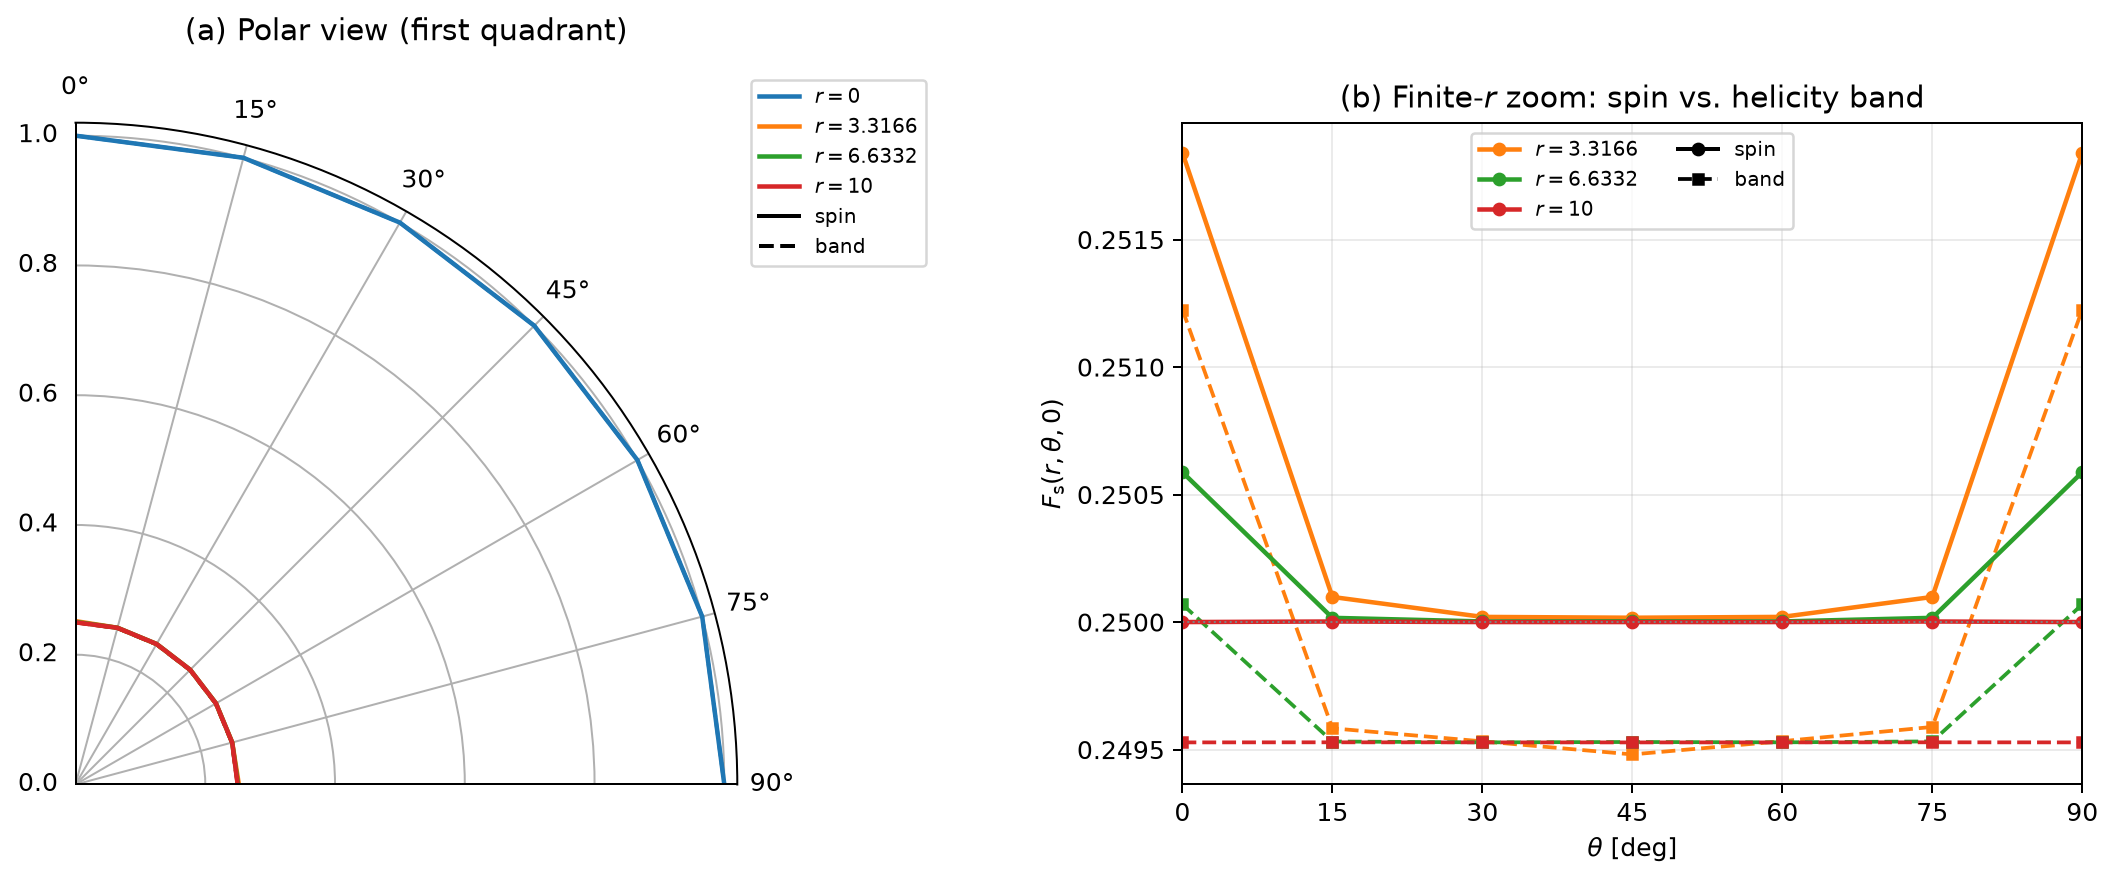 (a) Polar view (first quadrant)
0°
15°
30°
45°
60°
75°
90°
1.0
0.8
0.6
0.4
0.2
0.0
r = 0
r = 3.3166
r = 6.6332
r = 10
spin
band
(b) Finite-r zoom: spin vs. helicity band
r = 3.3166
r = 6.6332
r = 10
spin
band
0.2515
0.2510
0.2505
0.2500
0.2495
Fₛ(r, θ, 0)
0 15 30 45 60 75 90
θ [deg]